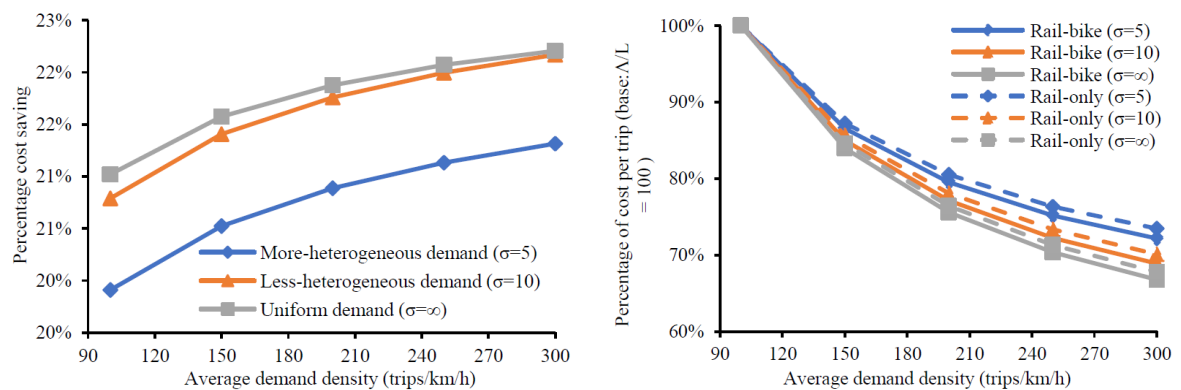 23%
22%
22%
21%
21%
20%
20%
Percentage cost saving
90 120 150 180 210 240 270 300
Average demand density (trips/km/h)
More-heterogeneous demand (σ=5)
Less-heterogeneous demand (σ=10)
Uniform demand (σ=∞)
100%
90%
80%
70%
60%
Percentage of cost per trip (base:Λ/L
= 100 )
90 120 150 180 210 240 270 300
Average demand density (trips/km/h)
Rail-bike (σ=5)
Rail-bike (σ=10)
Rail-bike (σ=∞)
Rail-only (σ=5)
Rail-only (σ=10)
Rail-only (σ=∞)